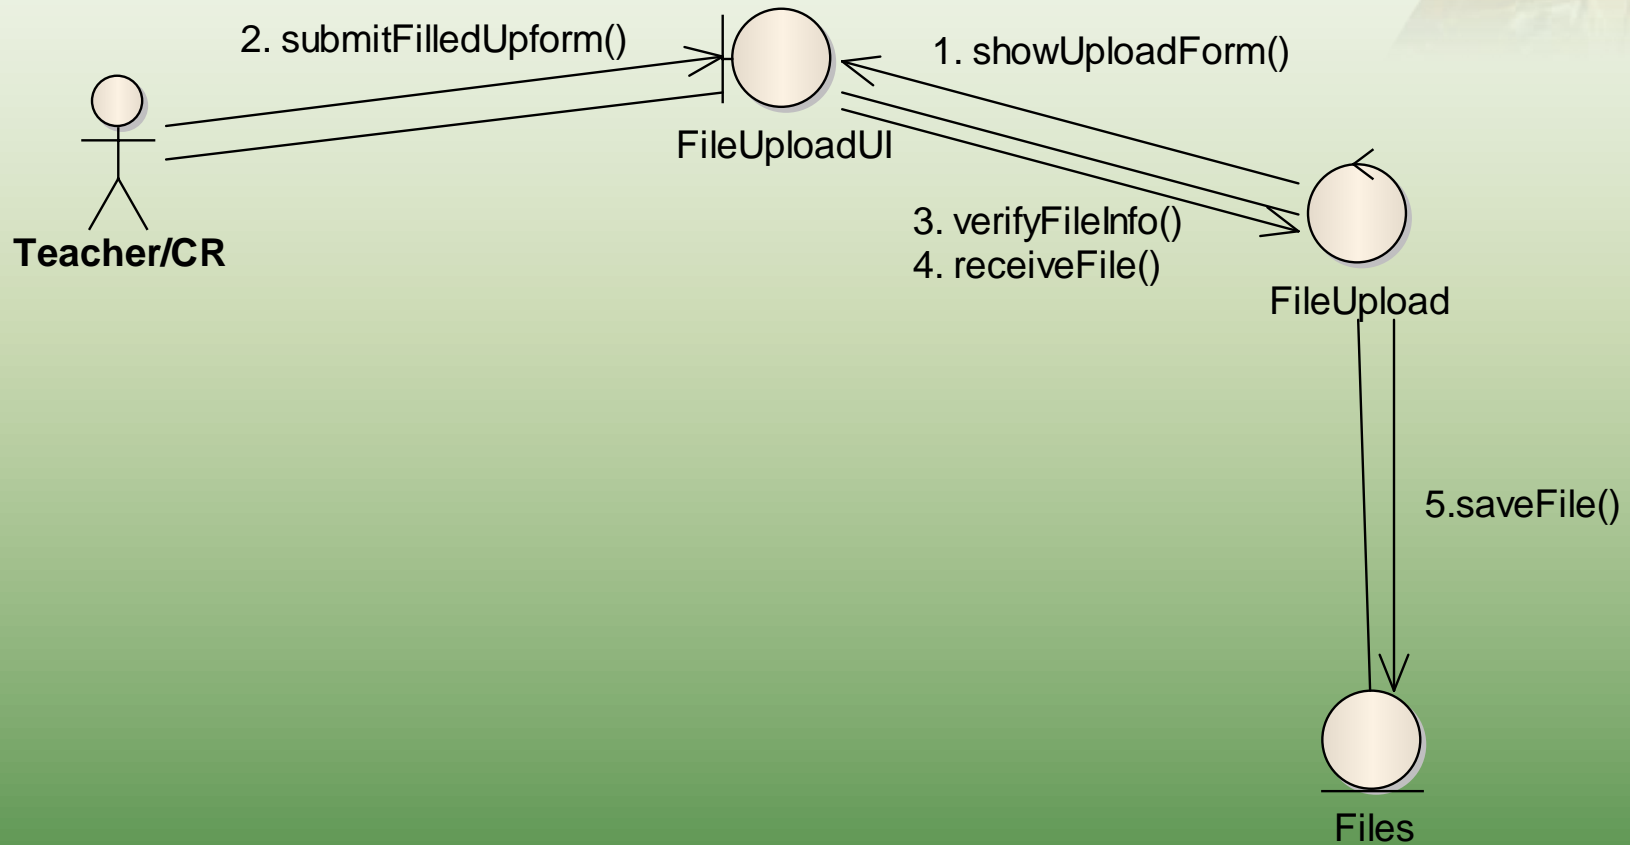 2. submitFilledUpform()
1. showUploadForm()
FileUploadUI
Teacher/CR
3. verifyFileInfo()
4. receiveFile()
FileUpload
5.saveFile()
Files